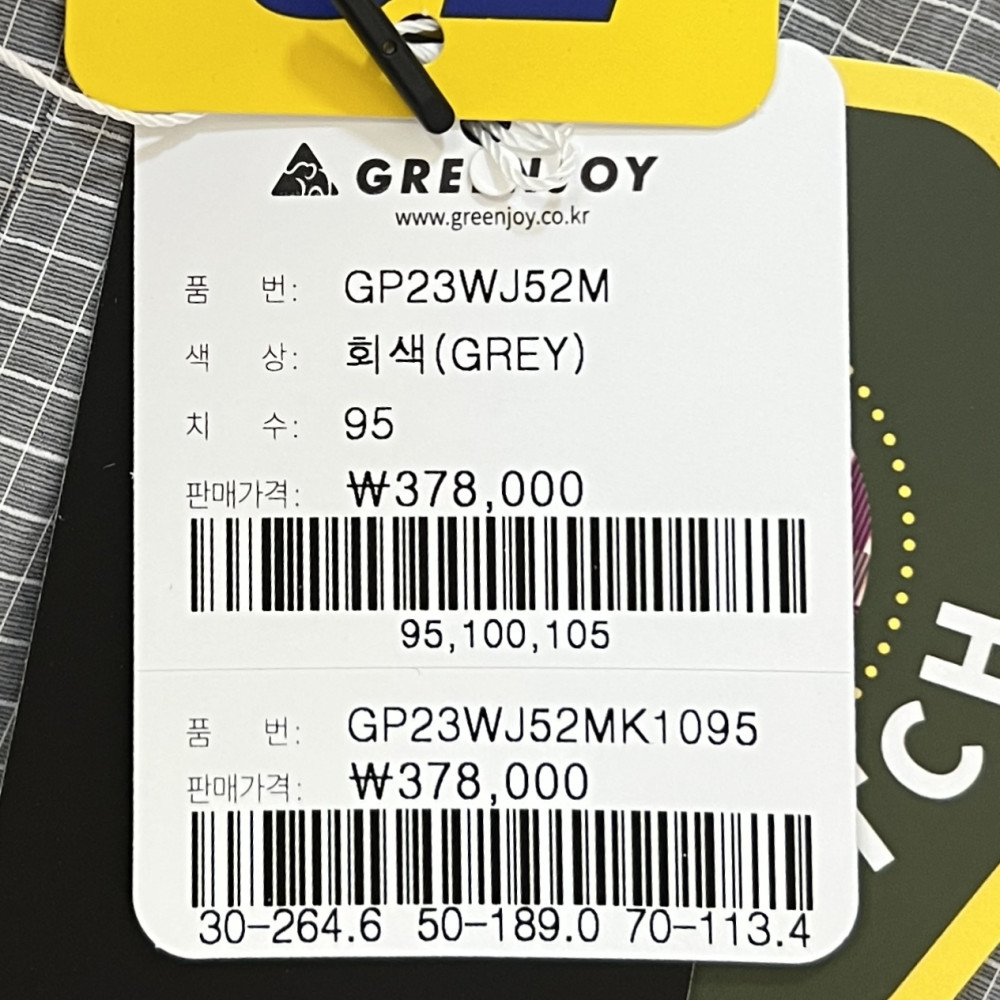 GREENJOY
www.greenjoy.co.kr
품 번: GP23WJ52M
색 상: 회색(GREY)
치 수: 95
판매가격: ₩378,000
95,100,105
품 번: GP23WJ52MK1095
판매가격: ₩378,000
30-264.6 50-189.0 70-113.4
TCH